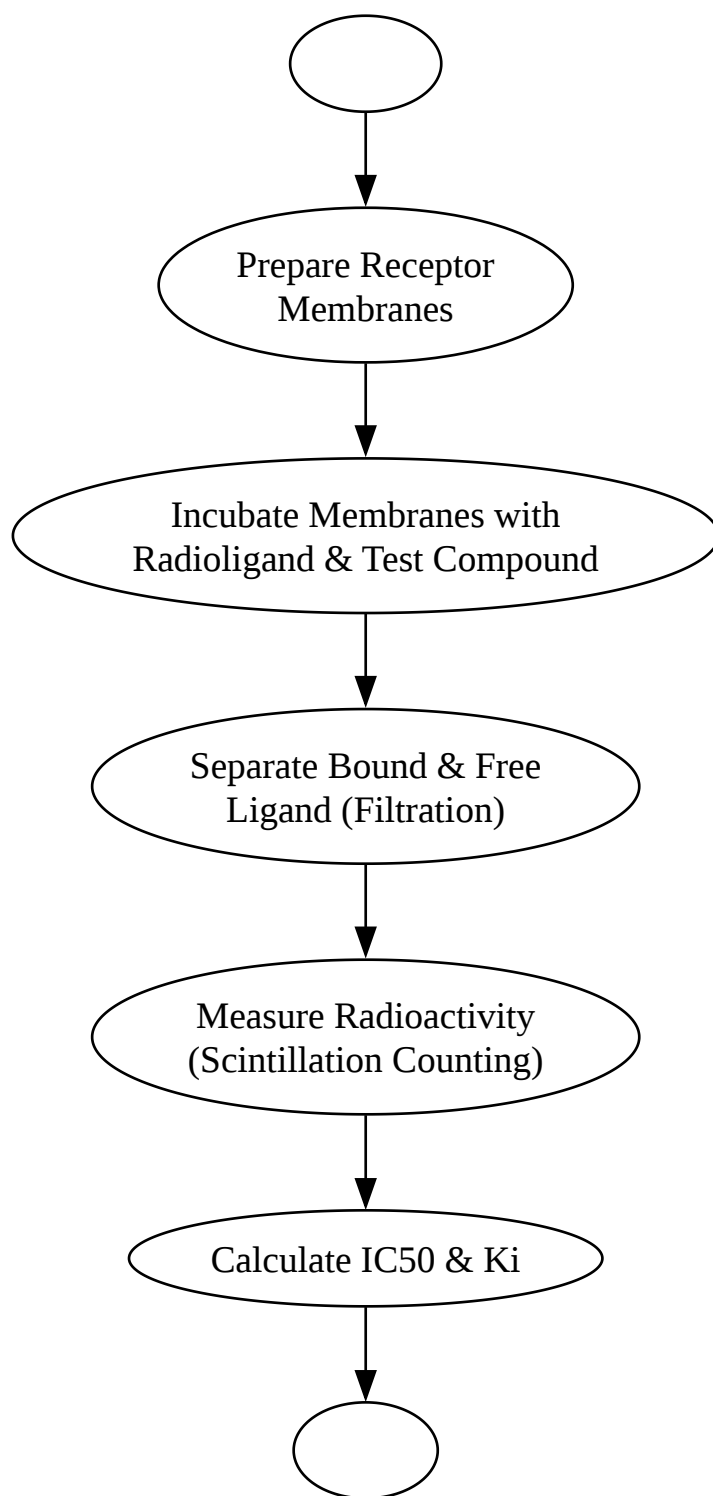 Prepare Receptor
Membranes
Incubate Membranes with
Radioligand & Test Compound
Separate Bound & Free
Ligand (Filtration)
Measure Radioactivity
(Scintillation Counting)
Calculate IC50 & Ki